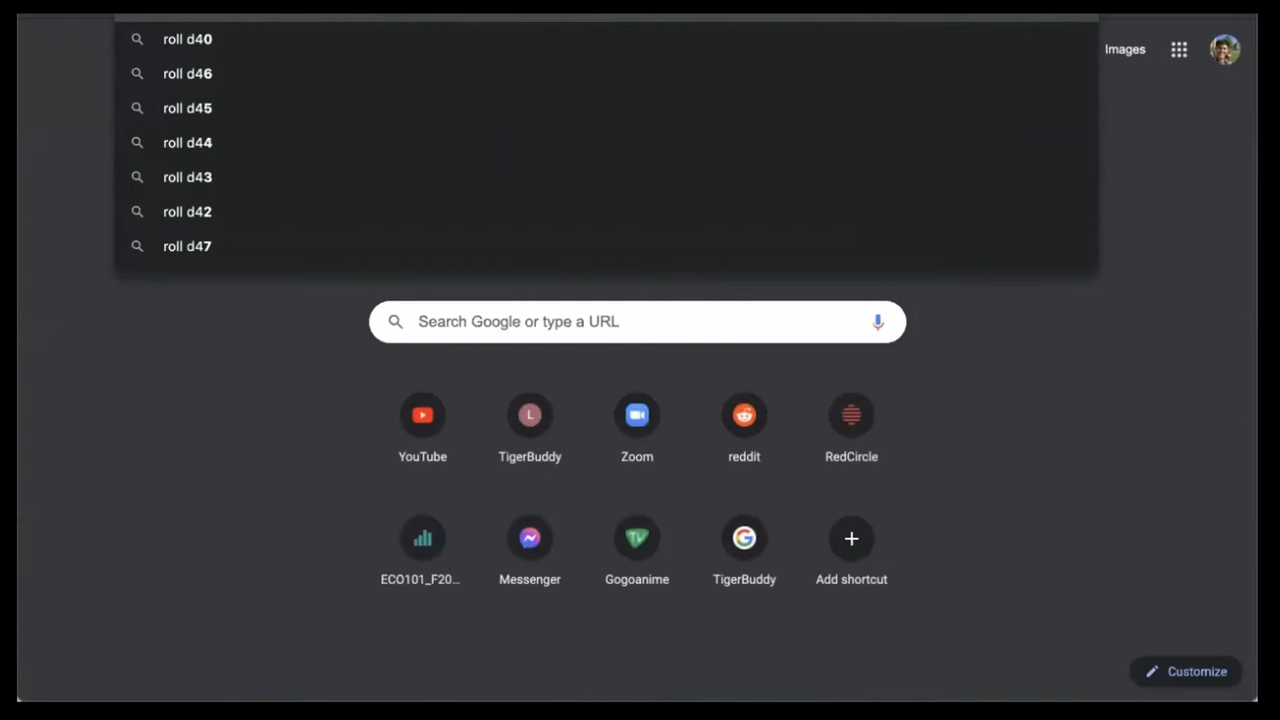 roll d40
Images
roll d46
roll d45
roll d44
roll d43
roll d42
roll d47
Search Google or type a URL
YouTube
L
TigerBuddy
Zoom
reddit
RedCircle
ECO101_F20...
Messenger
TV
Gogoanime
G
TigerBuddy
Add shortcut
Customize